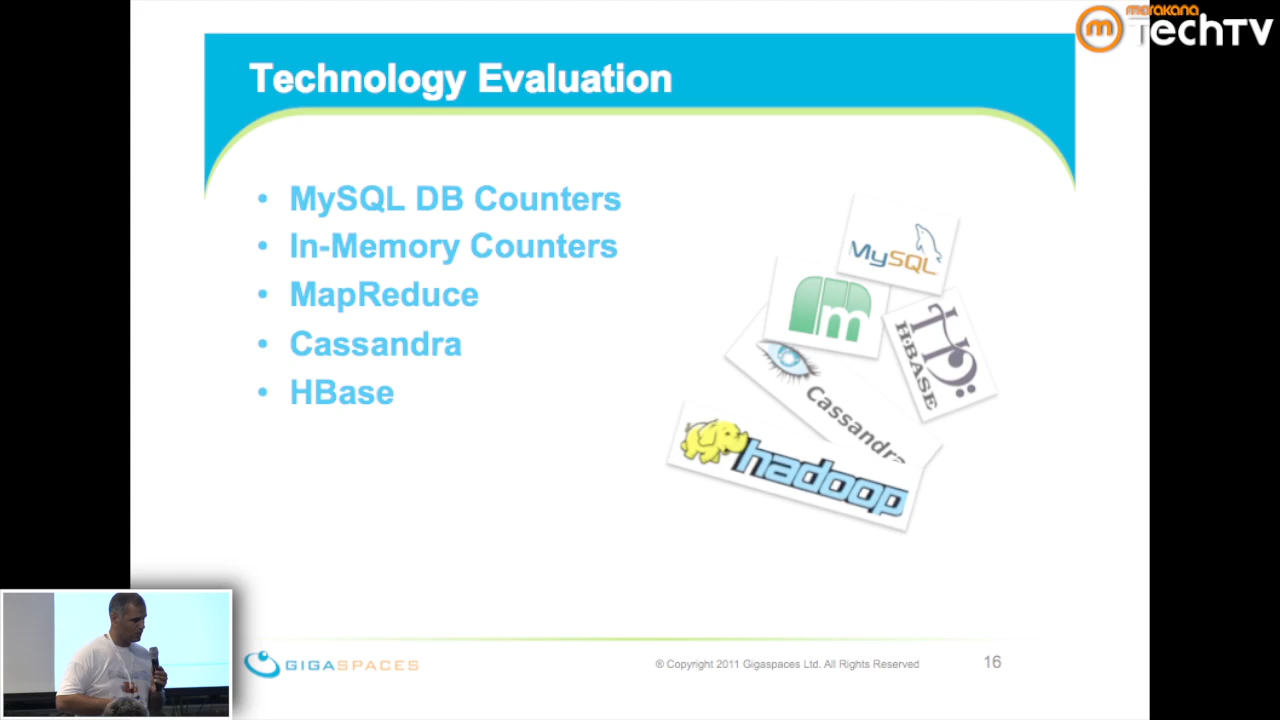 marakana
TechTV
Technology Evaluation
• MySQL DB Counters
• In-Memory Counters
• MapReduce
• Cassandra
• HBase
MySQL
m
HBASE
Cassandra
hadoop
GIGASPACES
© Copyright 2011 Gigaspaces Ltd. All Rights Reserved
16